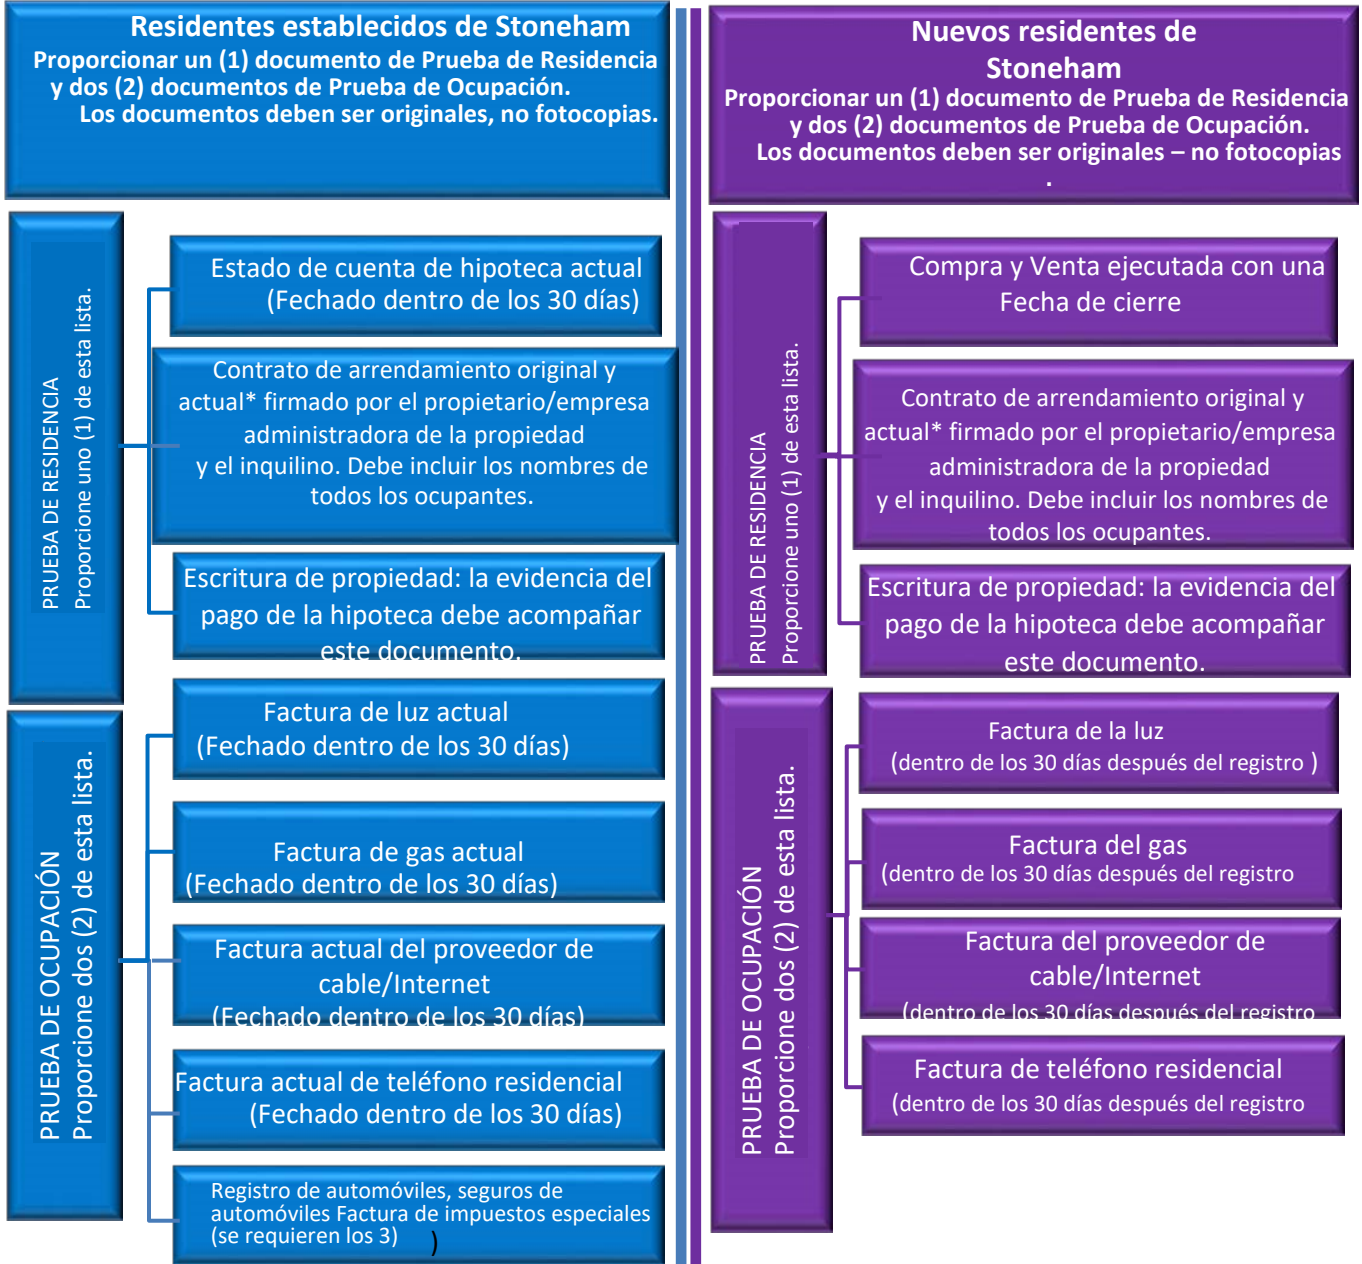 Residentes establecidos de Stoneham
Proporcionar un (1) documento de Prueba de Residencia
y dos (2) documentos de Prueba de Ocupación.
Los documentos deben ser originales, no fotocopias.
PRUEBA DE RESIDENCIA
Proporcione uno (1) de esta lista.
Estado de cuenta de hipoteca actual
(Fechado dentro de los 30 días)
Contrato de arrendamiento original y
actual* firmado por el propietario/empresa
administradora de la propiedad
y el inquilino. Debe incluir los nombres de
todos los ocupantes.
Escritura de propiedad: la evidencia del
pago de la hipoteca debe acompañar
este documento.
PRUEBA DE OCUPACIÓN
Proporcione dos (2) de esta lista.
Factura de luz actual
(Fechado dentro de los 30 días)
Factura de gas actual
(Fechado dentro de los 30 días)
Factura actual del proveedor de
cable/Internet
(Fechado dentro de los 30 días)
Factura actual de teléfono residencial
(Fechado dentro de los 30 días)
Registro de automóviles, seguros de
automóviles Factura de impuestos especiales
(se requieren los 3)
)
Nuevos residentes de
Stoneham
Proporcionar un (1) documento de Prueba de Residencia
y dos (2) documentos de Prueba de Ocupación.
Los documentos deben ser originales – no fotocopias
.
PRUEBA DE RESIDENCIA
Proporcione uno (1) de esta lista.
Compra y Venta ejecutada con una
Fecha de cierre
Contrato de arrendamiento original y
actual* firmado por el propietario/empresa
administradora de la propiedad
y el inquilino. Debe incluir los nombres de
todos los ocupantes.
Escritura de propiedad: la evidencia del
pago de la hipoteca debe acompañar
este documento.
PRUEBA DE OCUPACIÓN
Proporcione dos (2) de esta lista.
Factura de la luz
(dentro de los 30 días después del registro )
Factura del gas
(dentro de los 30 días después del registro
Factura del proveedor de
cable/Internet
(dentro de los 30 días después del registro
Factura de teléfono residencial
(dentro de los 30 días después del registro